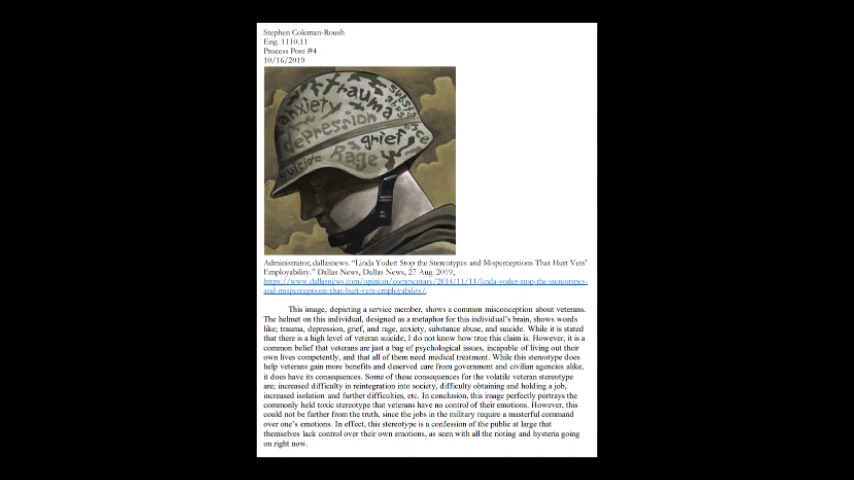 Stephen Coleman-Roush
Eng. 1110.11
Process Post #4
10/16/2019
anxiety
trauma
substance
abuse
depression
grief
suicide
Rage
Administrator, dallasnews. “Linda Yoder: Stop the Stereotypes and Misperceptions That Hurt Vets’
Employability.” Dallas News, Dallas News, 27 Aug. 2019,
https://www.dallasnews.com/opinion/commentary/2014/11/11/linda-yoder-stop-the-stereotypes-
and-misperceptions-that-hurt-vets-employability/.
This image, depicting a service member, shows a common misconception about veterans.
The helmet on this individual, designed as a metaphor for this individual’s brain, shows words
like; trauma, depression, grief, and rage, anxiety, substance abuse, and suicide. While it is stated
that there is a high level of veteran suicide, I do not know how true this claim is. However, it is a
common belief that veterans are just a bag of psychological issues, incapable of living out their
own lives competently, and that all of them need medical treatment. While this stereotype does
help veterans gain more benefits and deserved care from government and civilian agencies alike,
it does have its consequences. Some of these consequences for the volatile veteran stereotype
are; increased difficulty in reintegration into society, difficulty obtaining and holding a job,
increased isolation and further difficulties, etc. In conclusion, this image perfectly portrays the
commonly held toxic stereotype that veterans have no control of their emotions. However, this
could not be farther from the truth, since the jobs in the military require a masterful command
over one’s emotions. In effect, this stereotype is a confession of the public at large that
themselves lack control over their own emotions, as seen with all the rioting and hysteria going
on right now.